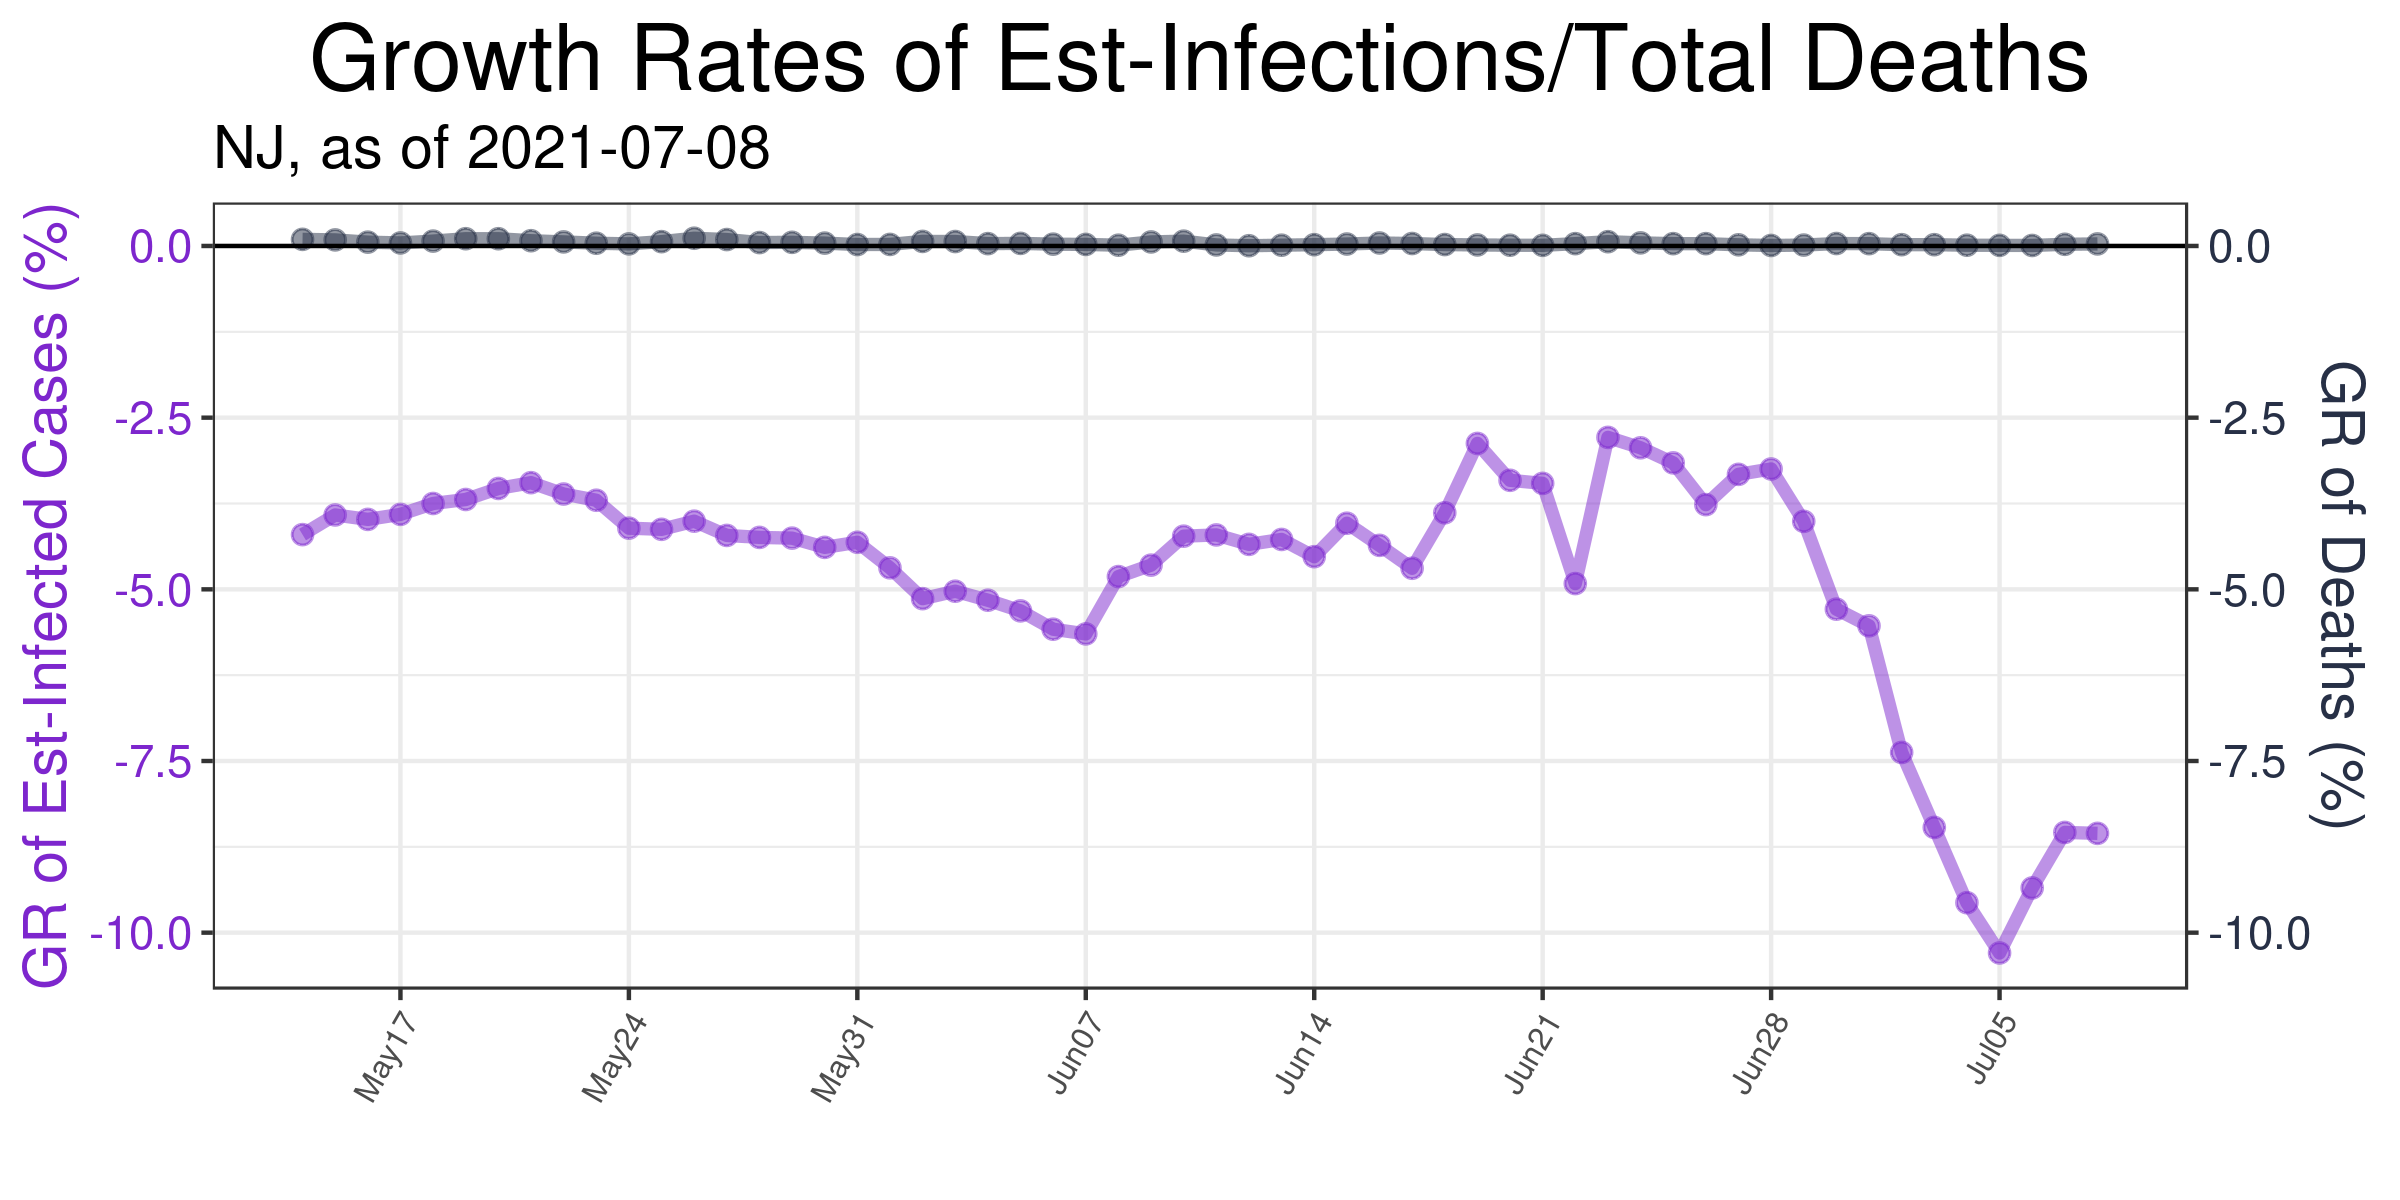 Growth Rates of Est-Infections/Total Deaths
NJ, as of 2021-07-08
GR of Est-Infected Cases (%)
0.0
-2.5
-5.0
-7.5
-10.0
0.0
-2.5
-5.0
-7.5
-10.0
GR of Deaths (%)
May17
May24
May31
Jun07
Jun14
Jun21
Jun28
Jul05